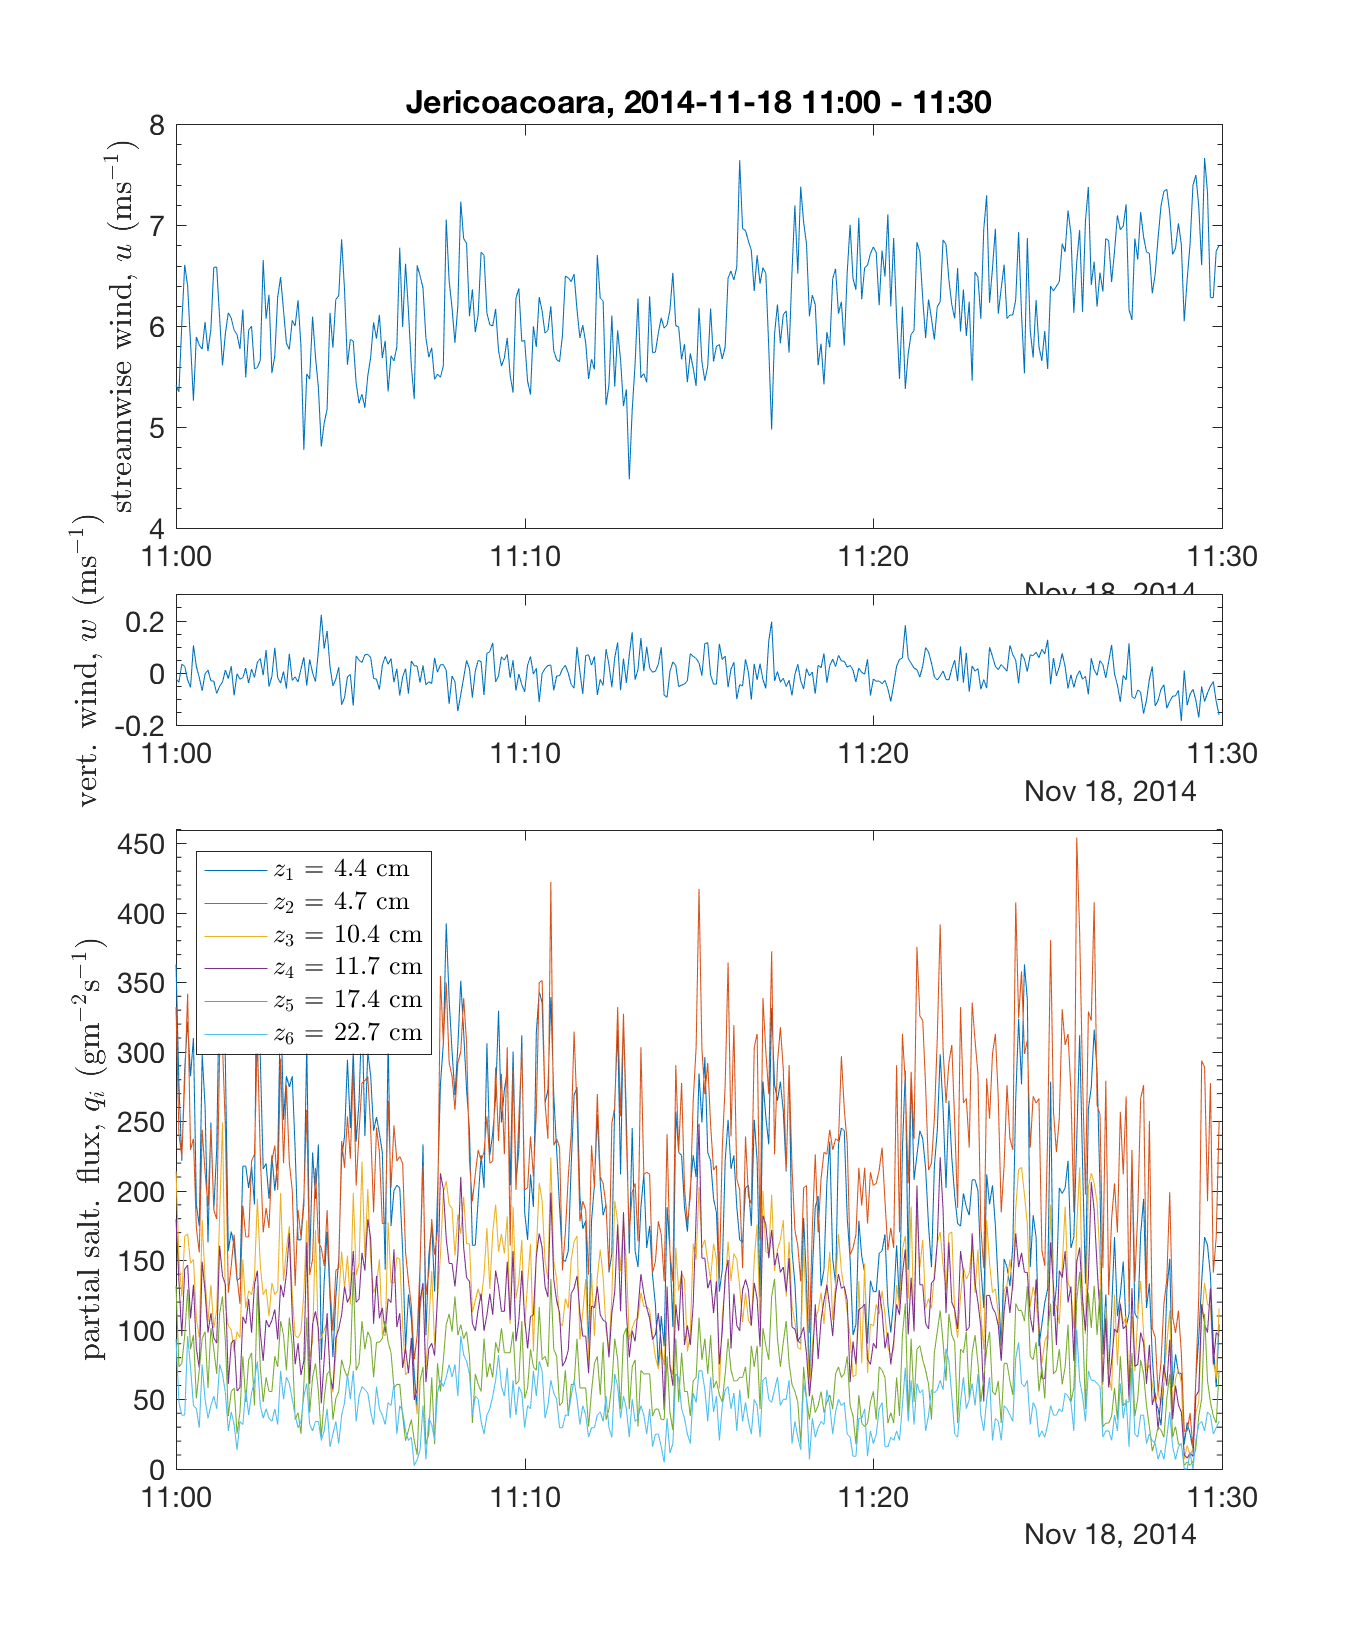 Jericoacoara, 2014-11-18 11:00 - 11:30
streamwise wind, u (ms⁻¹)
8
7
6
5
4
11:00 11:10 11:20 11:30
Nov 18, 2014
vert. wind, w (ms⁻¹)
0.2
0
-0.2
11:00 11:10 11:20 11:30
Nov 18, 2014
partial salt. flux, qᵢ (gm⁻²s⁻¹)
450
400
350
300
250
200
150
100
50
0
z₁ = 4.4 cm
z₂ = 4.7 cm
z₃ = 10.4 cm
z₄ = 11.7 cm
z₅ = 17.4 cm
z₆ = 22.7 cm
11:00 11:10 11:20 11:30
Nov 18, 2014